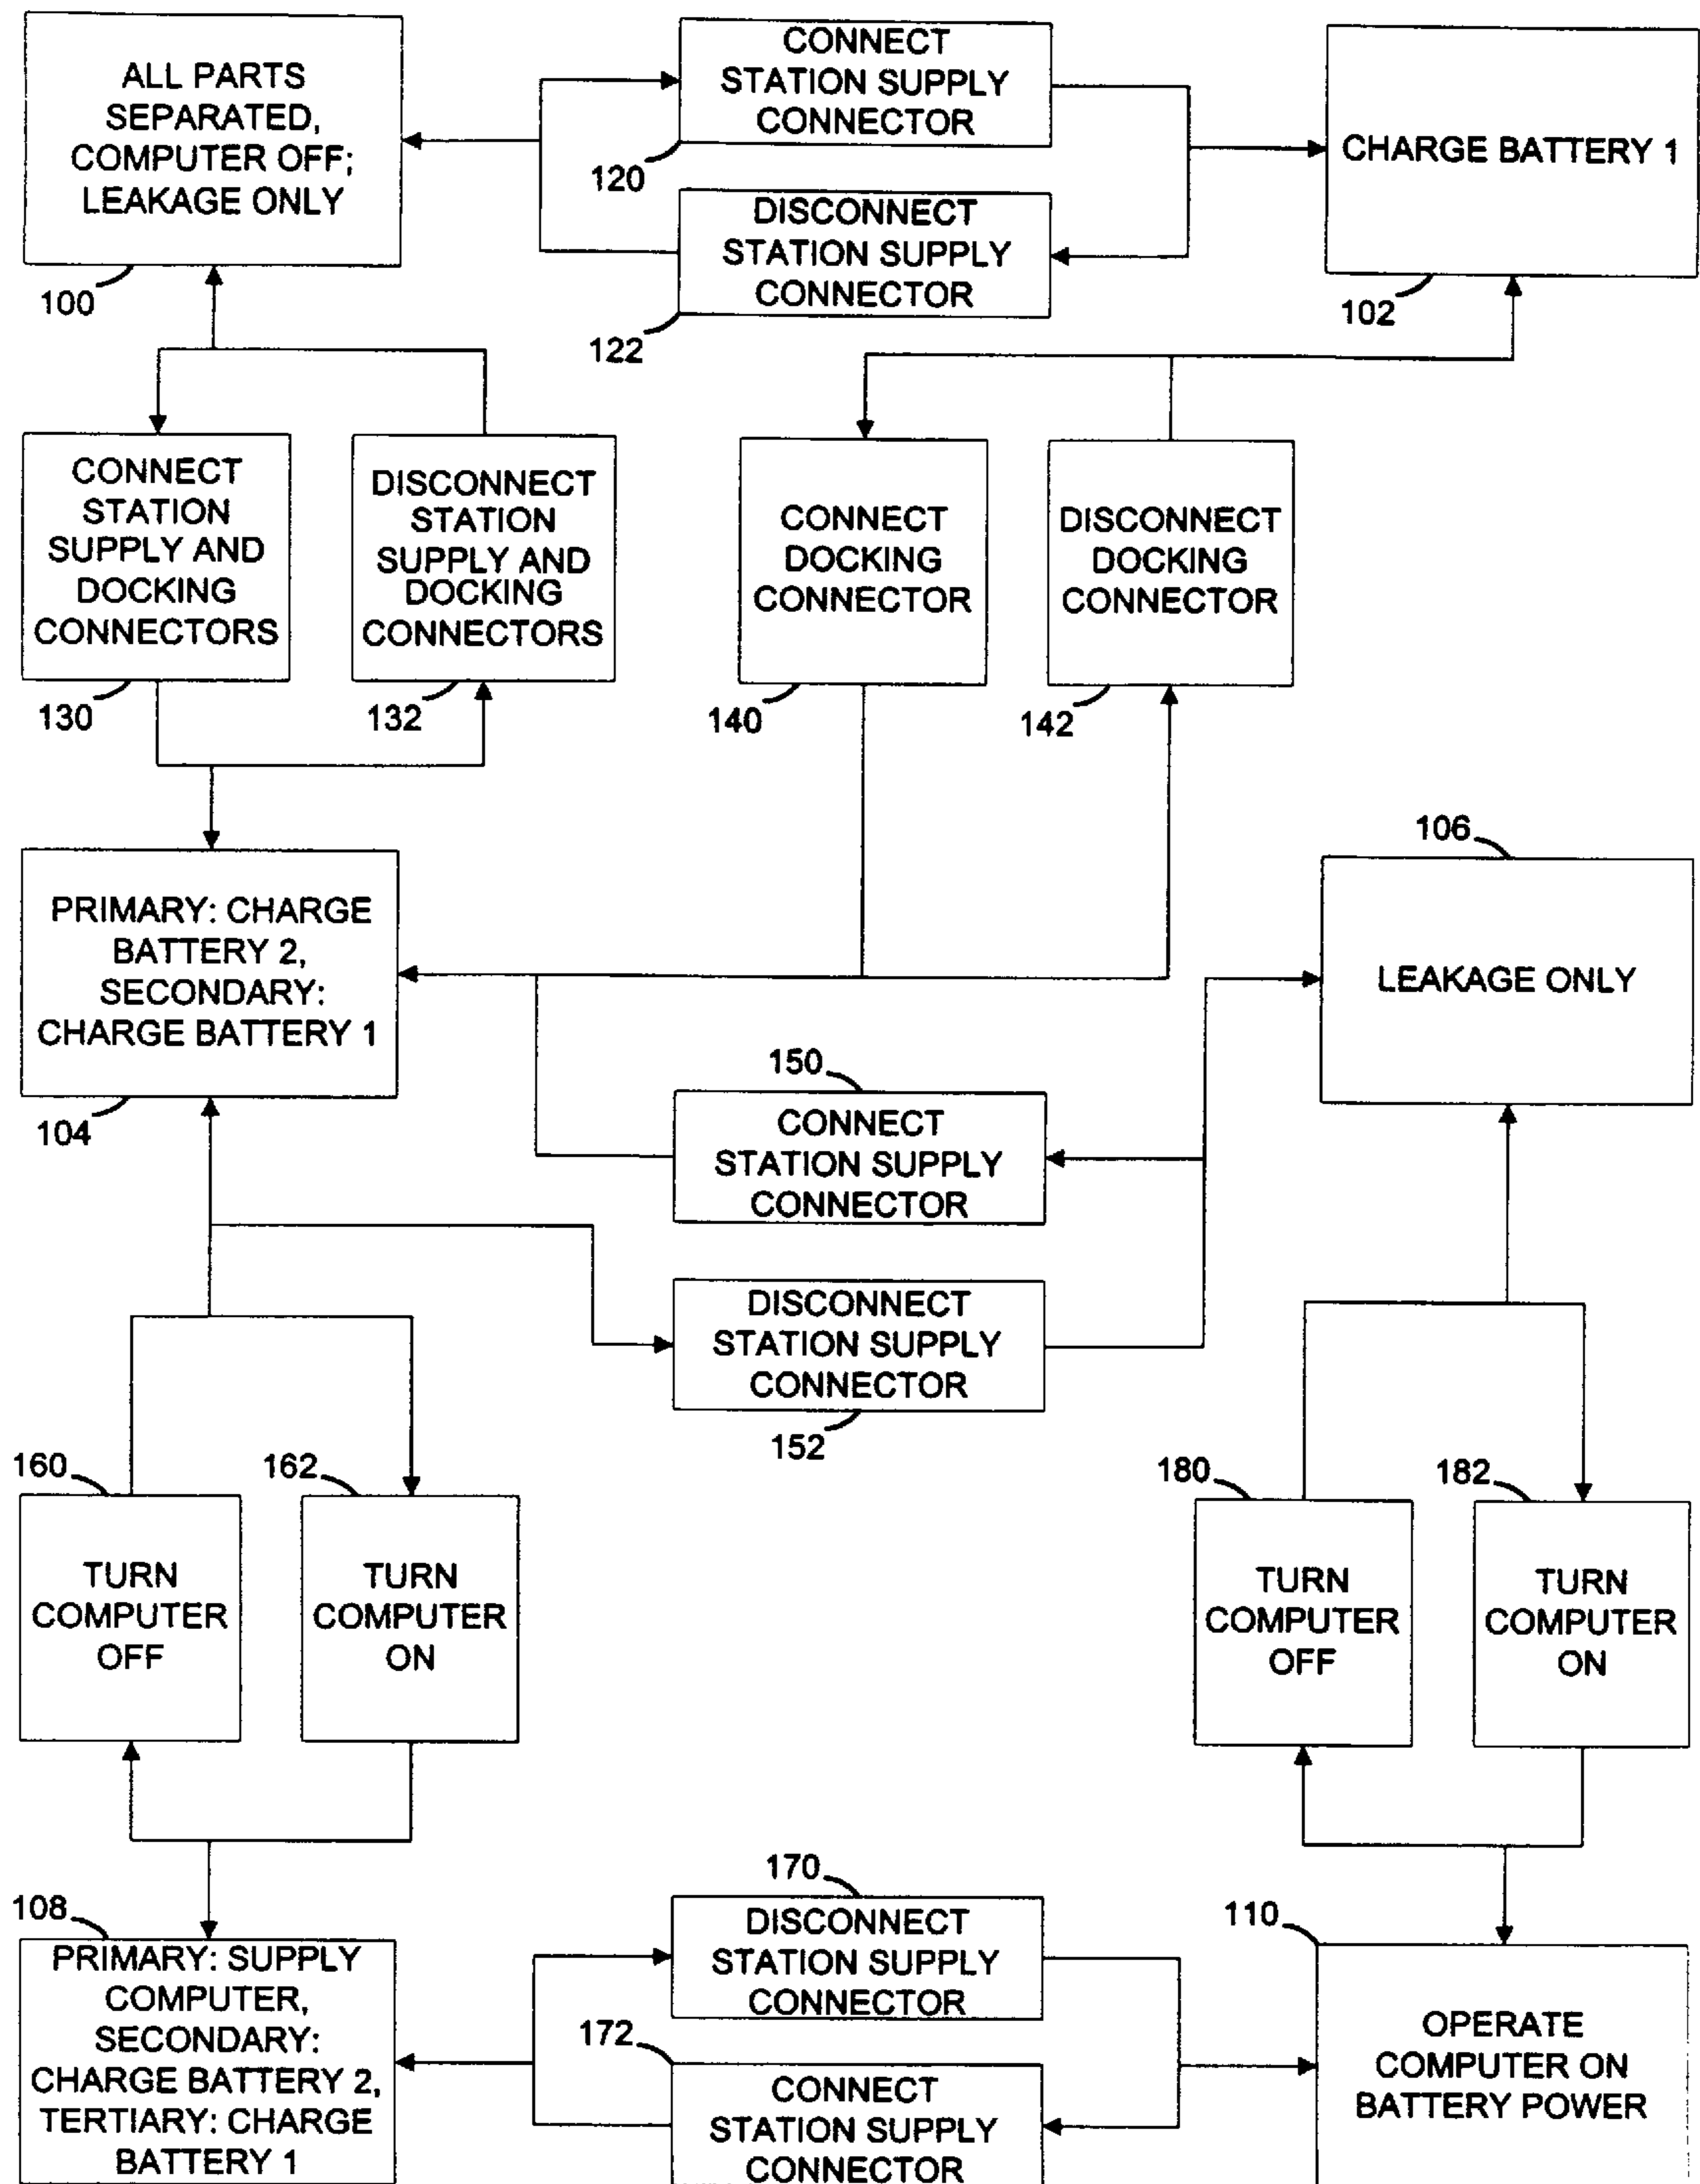 ALL PARTS
SEPARATED,
COMPUTER OFF;
LEAKAGE ONLY
100
CONNECT
STATION SUPPLY
CONNECTOR
120
DISCONNECT
STATION SUPPLY
CONNECTOR
122
CHARGE BATTERY 1
102
CONNECT
STATION
SUPPLY AND
DOCKING
CONNECTORS
130
DISCONNECT
STATION
SUPPLY AND
DOCKING
CONNECTORS
132
CONNECT
DOCKING
CONNECTOR
140
DISCONNECT
DOCKING
CONNECTOR
142
PRIMARY: CHARGE
BATTERY 2,
SECONDARY:
CHARGE BATTERY 1
104
106
LEAKAGE ONLY
150
CONNECT
STATION SUPPLY
CONNECTOR
DISCONNECT
STATION SUPPLY
CONNECTOR
152
160
TURN
COMPUTER
OFF
162
TURN
COMPUTER
ON
180
TURN
COMPUTER
OFF
182
TURN
COMPUTER
ON
108
PRIMARY: SUPPLY
COMPUTER,
SECONDARY:
CHARGE BATTERY 2,
TERTIARY: CHARGE
BATTERY 1
170
DISCONNECT
STATION SUPPLY
CONNECTOR
172
CONNECT
STATION SUPPLY
CONNECTOR
110
OPERATE
COMPUTER ON
BATTERY POWER